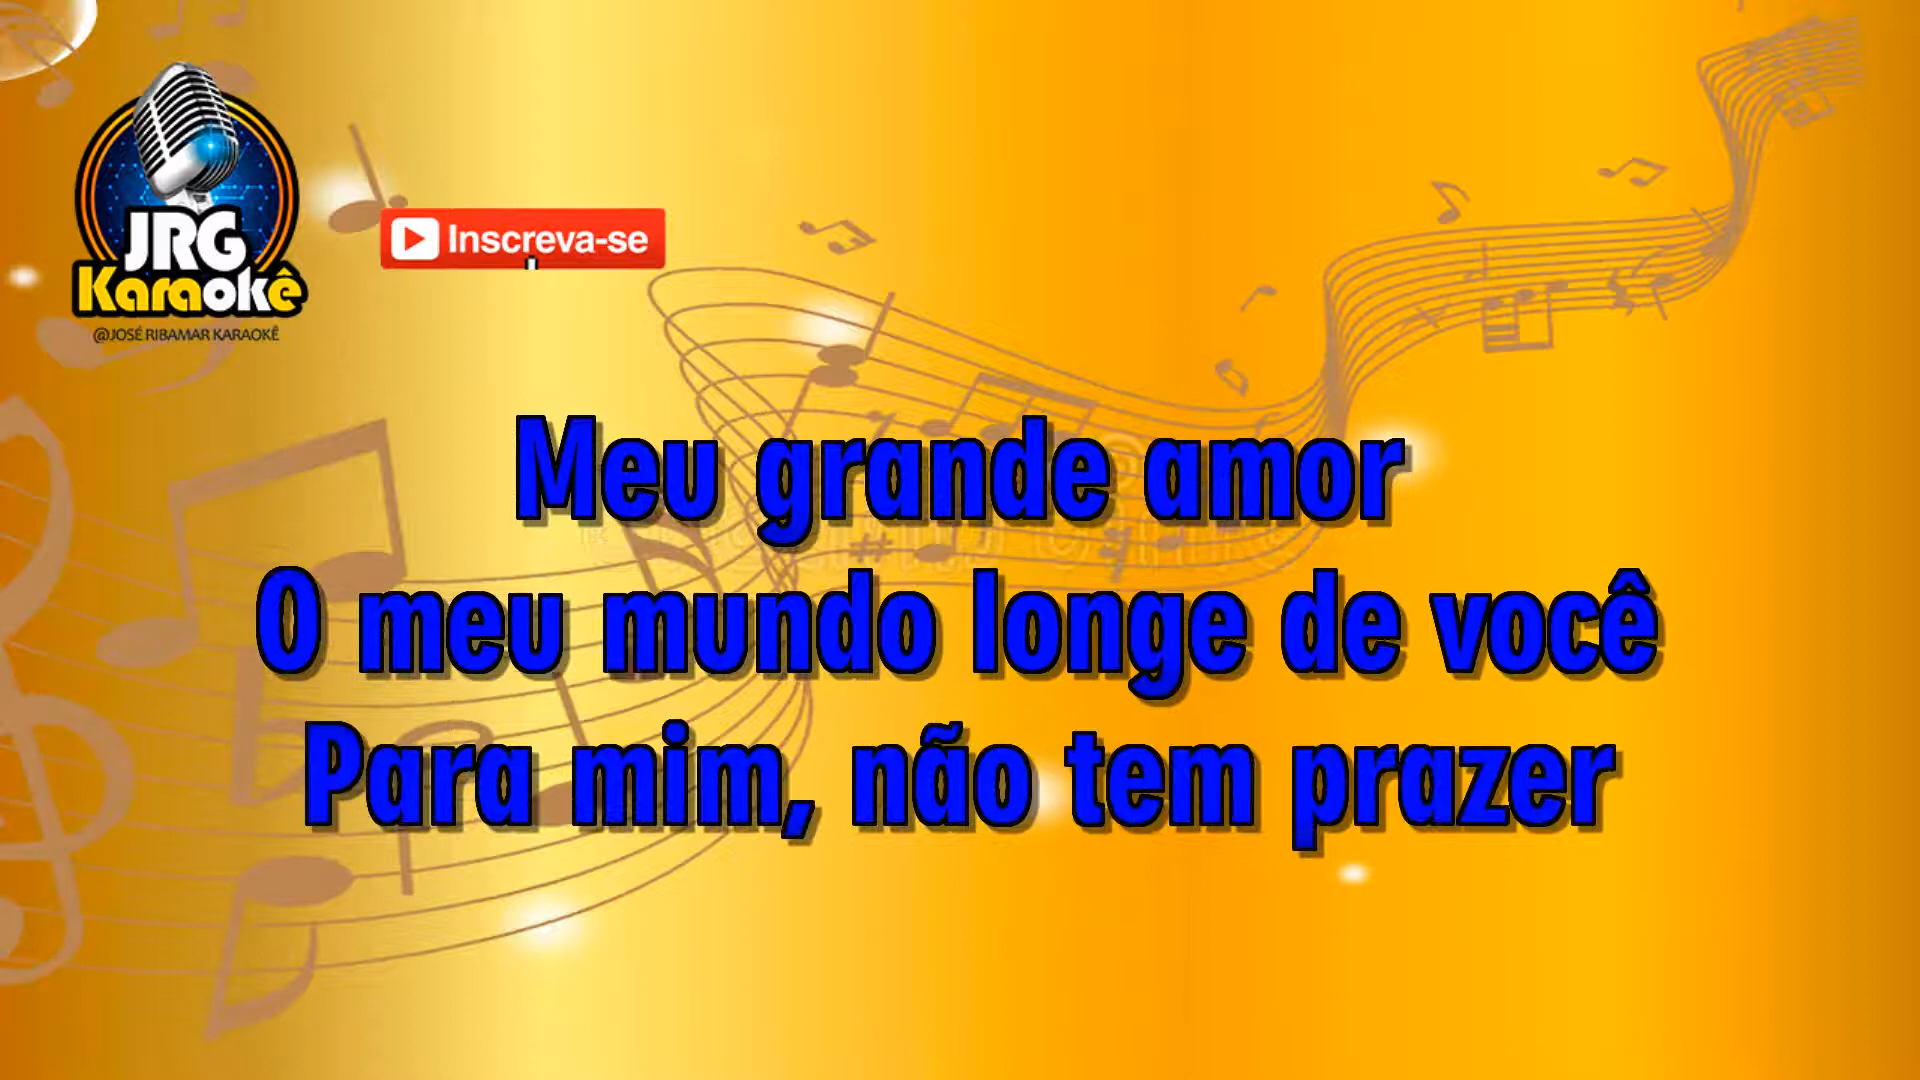 JRG
Karaokê
@JOSÉ RIBAMAR KARAOKÊ
Inscreva-se
Meu grande amor
O meu mundo longe de você
Para mim, não tem prazer